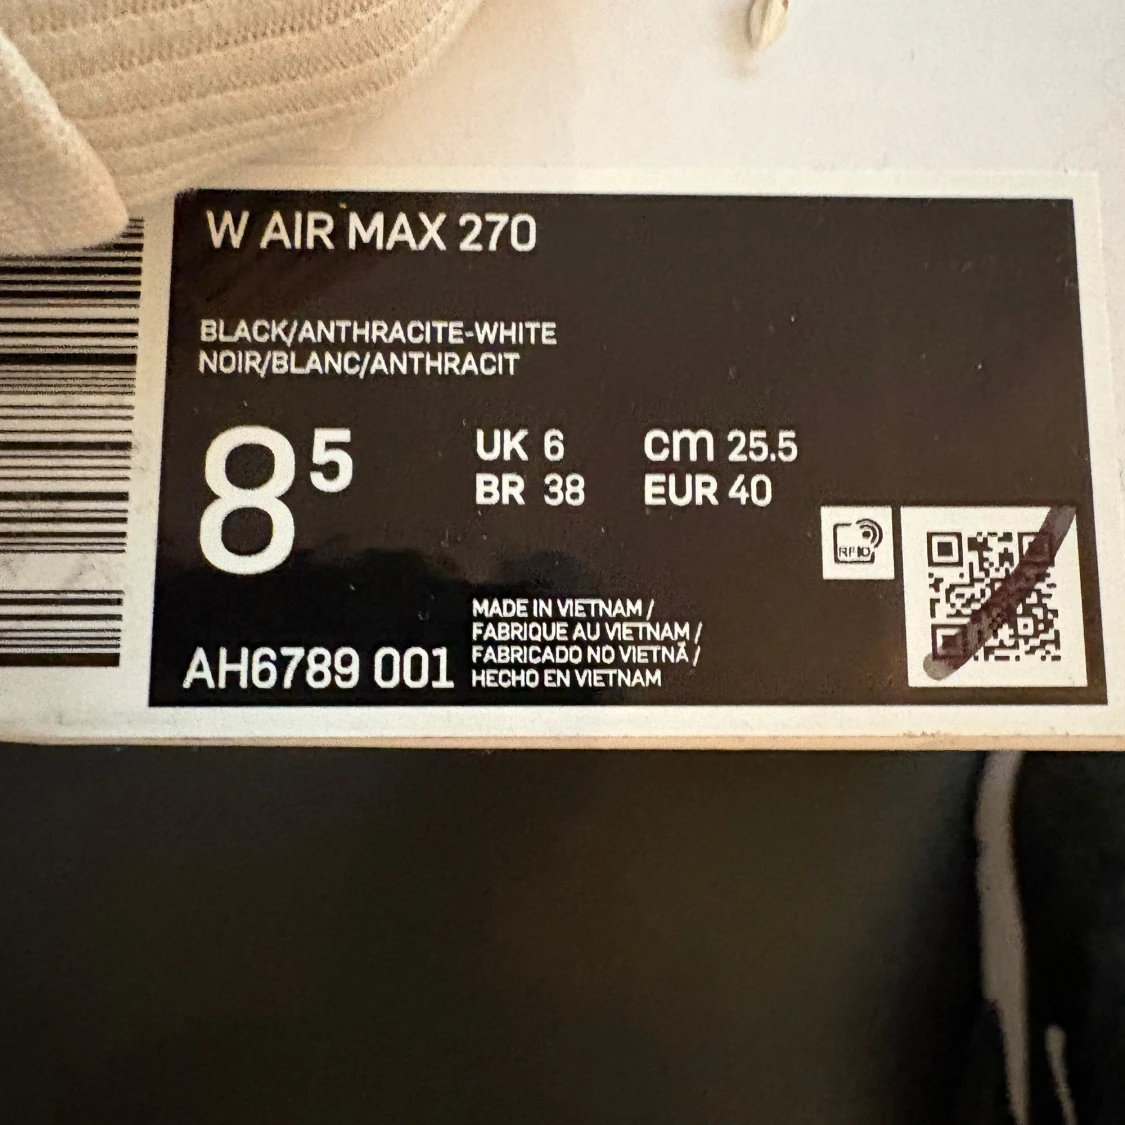 W AIR MAX 270
BLACK/ANTHRACITE-WHITE
NOIR/BLANC/ANTHRACIT
8⁵
UK 6
BR 38
cm 25.5
EUR 40
RFID
AH6789 001
MADE IN VIETNAM /
FABRIQUE AU VIETNAM /
FABRICADO NO VIETNÃ /
HECHO EN VIETNAM